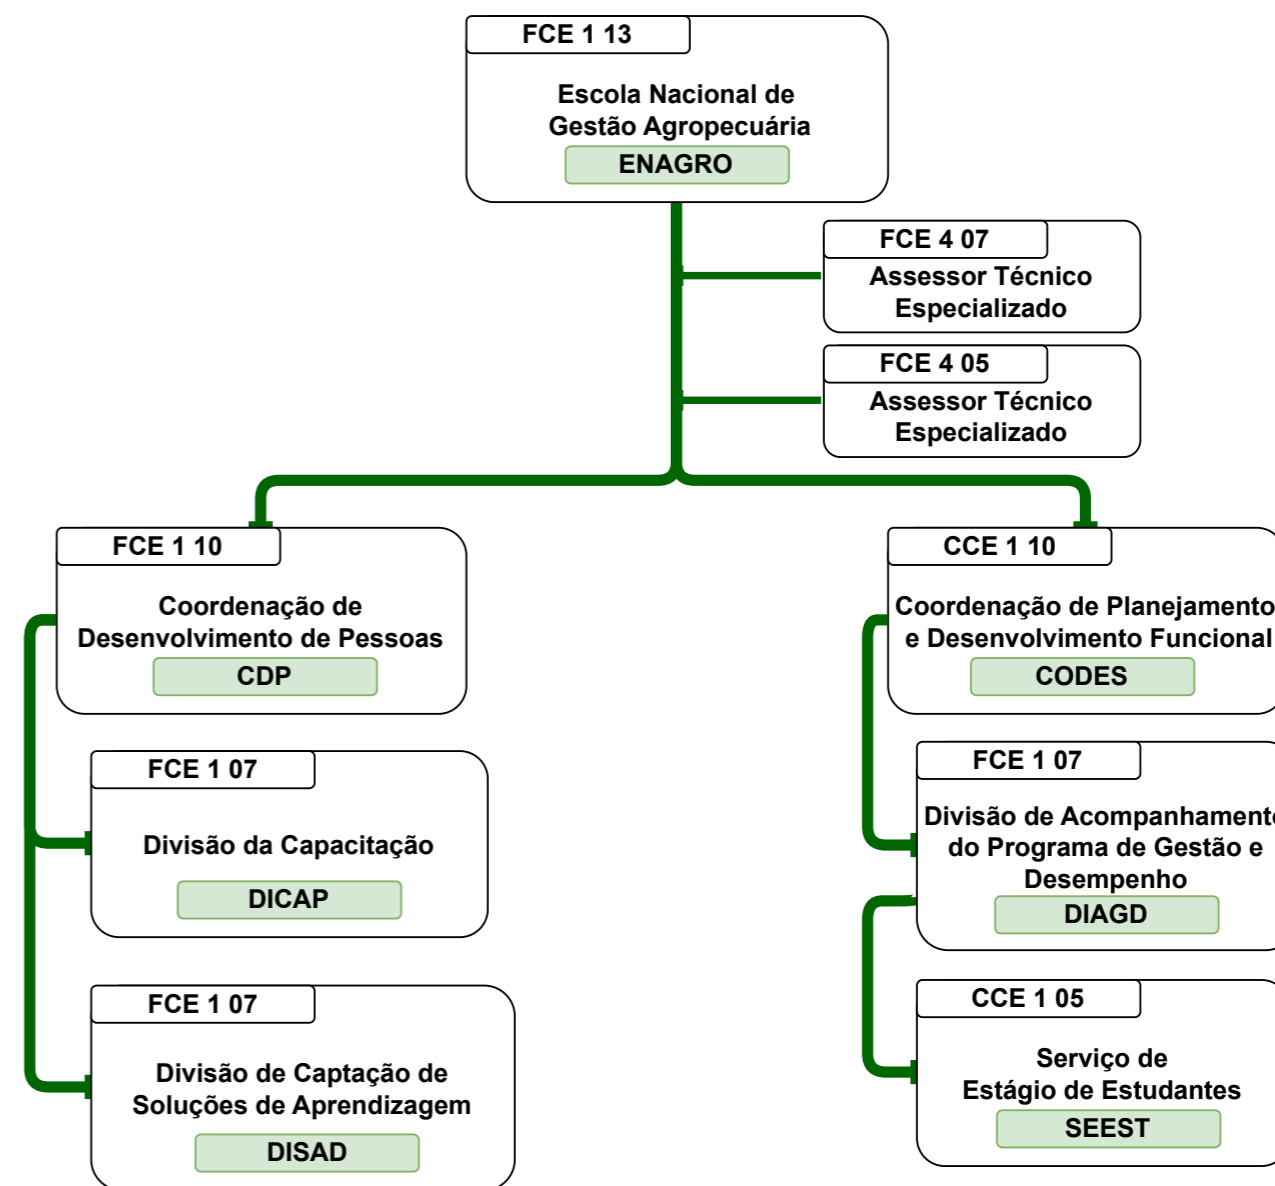 FCE 1 13
Escola Nacional de
Gestão Agropecuária
ENAGRO
FCE 4 07
Assessor Técnico
Especializado
FCE 4 05
Assessor Técnico
Especializado
FCE 1 10
Coordenação de
Desenvolvimento de Pessoas
CDP
FCE 1 07
Divisão da Capacitação
DICAP
FCE 1 07
Divisão de Captação de
Soluções de Aprendizagem
DISAD
CCE 1 10
Coordenação de Planejamento
e Desenvolvimento Funcional
CODES
FCE 1 07
Divisão de Acompanhamento
do Programa de Gestão e
Desempenho
DIAGD
CCE 1 05
Serviço de
Estágio de Estudantes
SEEST